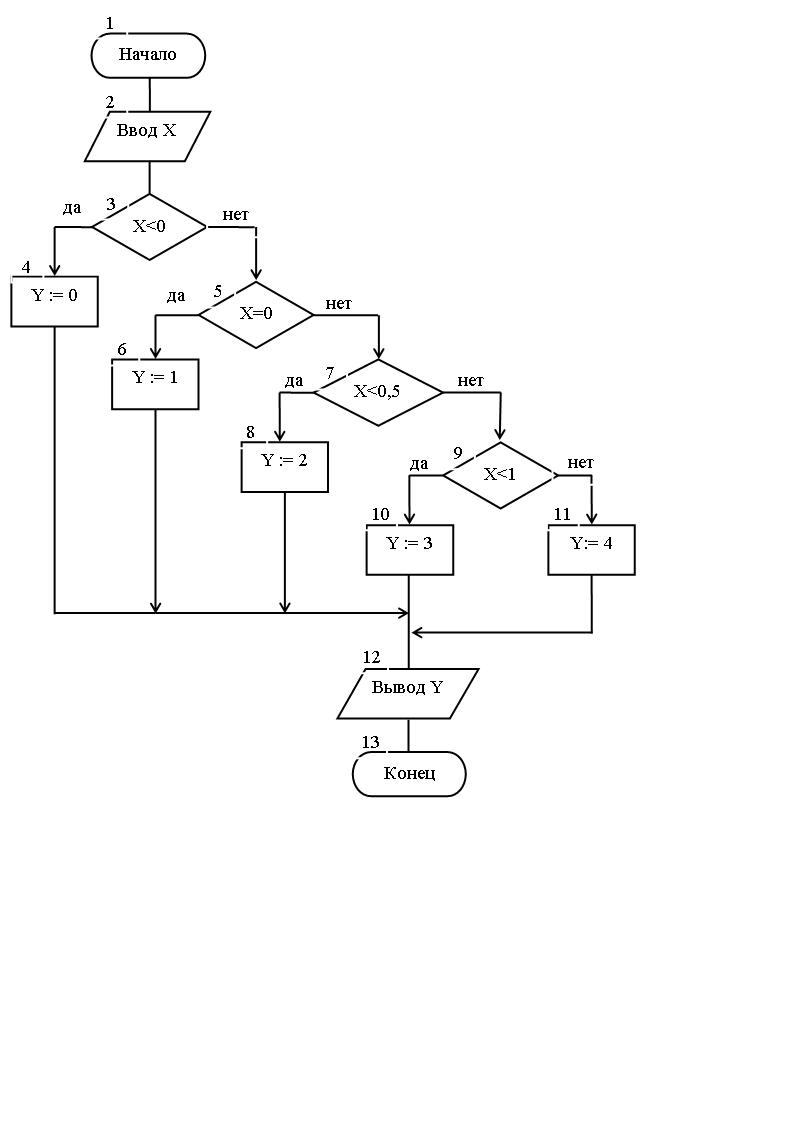 1
Начало
2
Ввод X
3
да
X<0
нет
4
Y := 0
5
да
X=0
нет
6
Y := 1
7
да
X<0,5
нет
8
Y := 2
9
да
X<1
нет
10
Y := 3
11
Y:= 4
12
Вывод Y
13
Конец